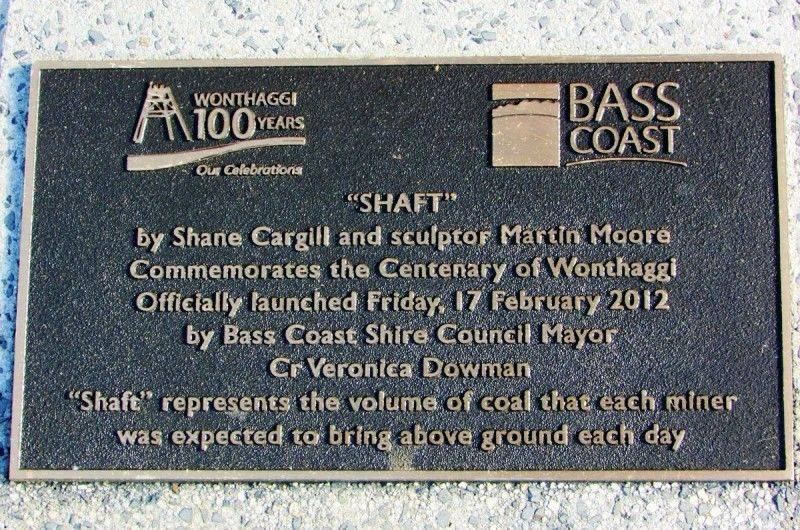 WONTHAGGI
100 YEARS
Our Celebrations
BASS
COAST
"SHAFT"
by Shane Cargill and sculptor Martin Moore
Commemorates the Centenary of Wonthaggi
Officially launched Friday, 17 February 2012
by Bass Coast Shire Council Mayor
Cr Veronica Dowman
"Shaft" represents the volume of coal that each miner
was expected to bring above ground each day